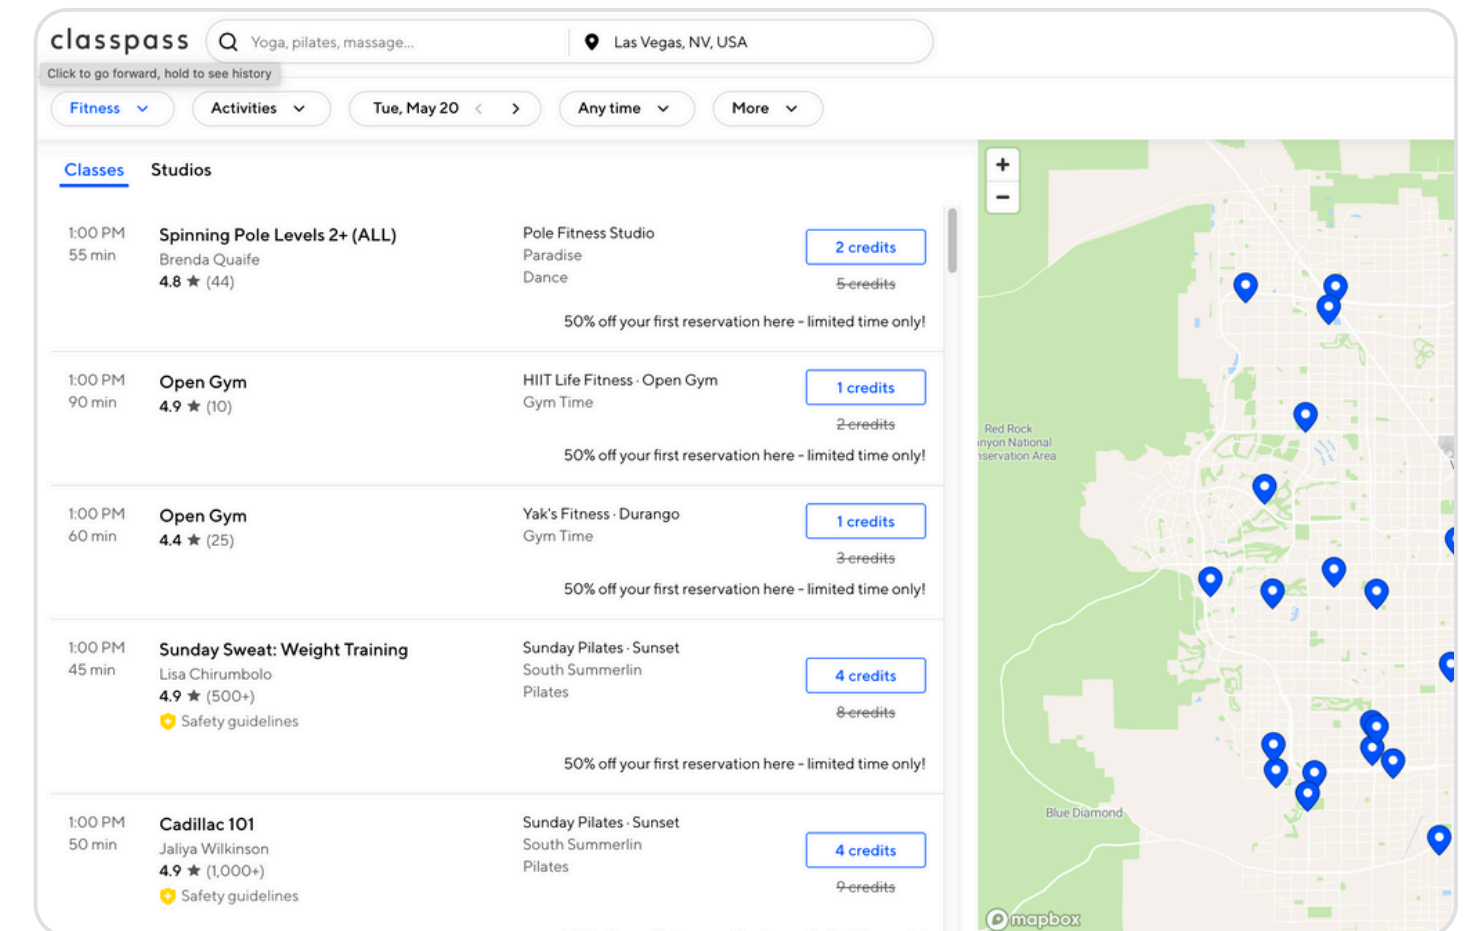 classpass
Yoga, pilates, massage...
Las Vegas, NV, USA
Click to go forward, hold to see history
Fitness
Activities
Tue, May 20
Any time
More
Classes
Studios
1:00 PM
55 min
Spinning Pole Levels 2+ (ALL)
Brenda Quaife
4.8 ★ (44)
Pole Fitness Studio
Paradise
Dance
2 credits
5 credits
50% off your first reservation here - limited time only!
1:00 PM
90 min
Open Gym
4.9 ★ (10)
HIIT Life Fitness · Open Gym
Gym Time
1 credits
2 credits
50% off your first reservation here - limited time only!
1:00 PM
60 min
Open Gym
4.4 ★ (25)
Yak's Fitness · Durango
Gym Time
1 credits
3 credits
50% off your first reservation here - limited time only!
1:00 PM
45 min
Sunday Sweat: Weight Training
Lisa Chirumbolo
4.9 ★ (500+)
Safety guidelines
Sunday Pilates · Sunset
South Summerlin
Pilates
4 credits
8 credits
50% off your first reservation here - limited time only!
1:00 PM
50 min
Cadillac 101
Jaliya Wilkinson
4.9 ★ (1,000+)
Safety guidelines
Sunday Pilates · Sunset
South Summerlin
Pilates
4 credits
9 credits
+
−
Red Rock
nyon National
nservation Area
Blue Diamond
mapbox